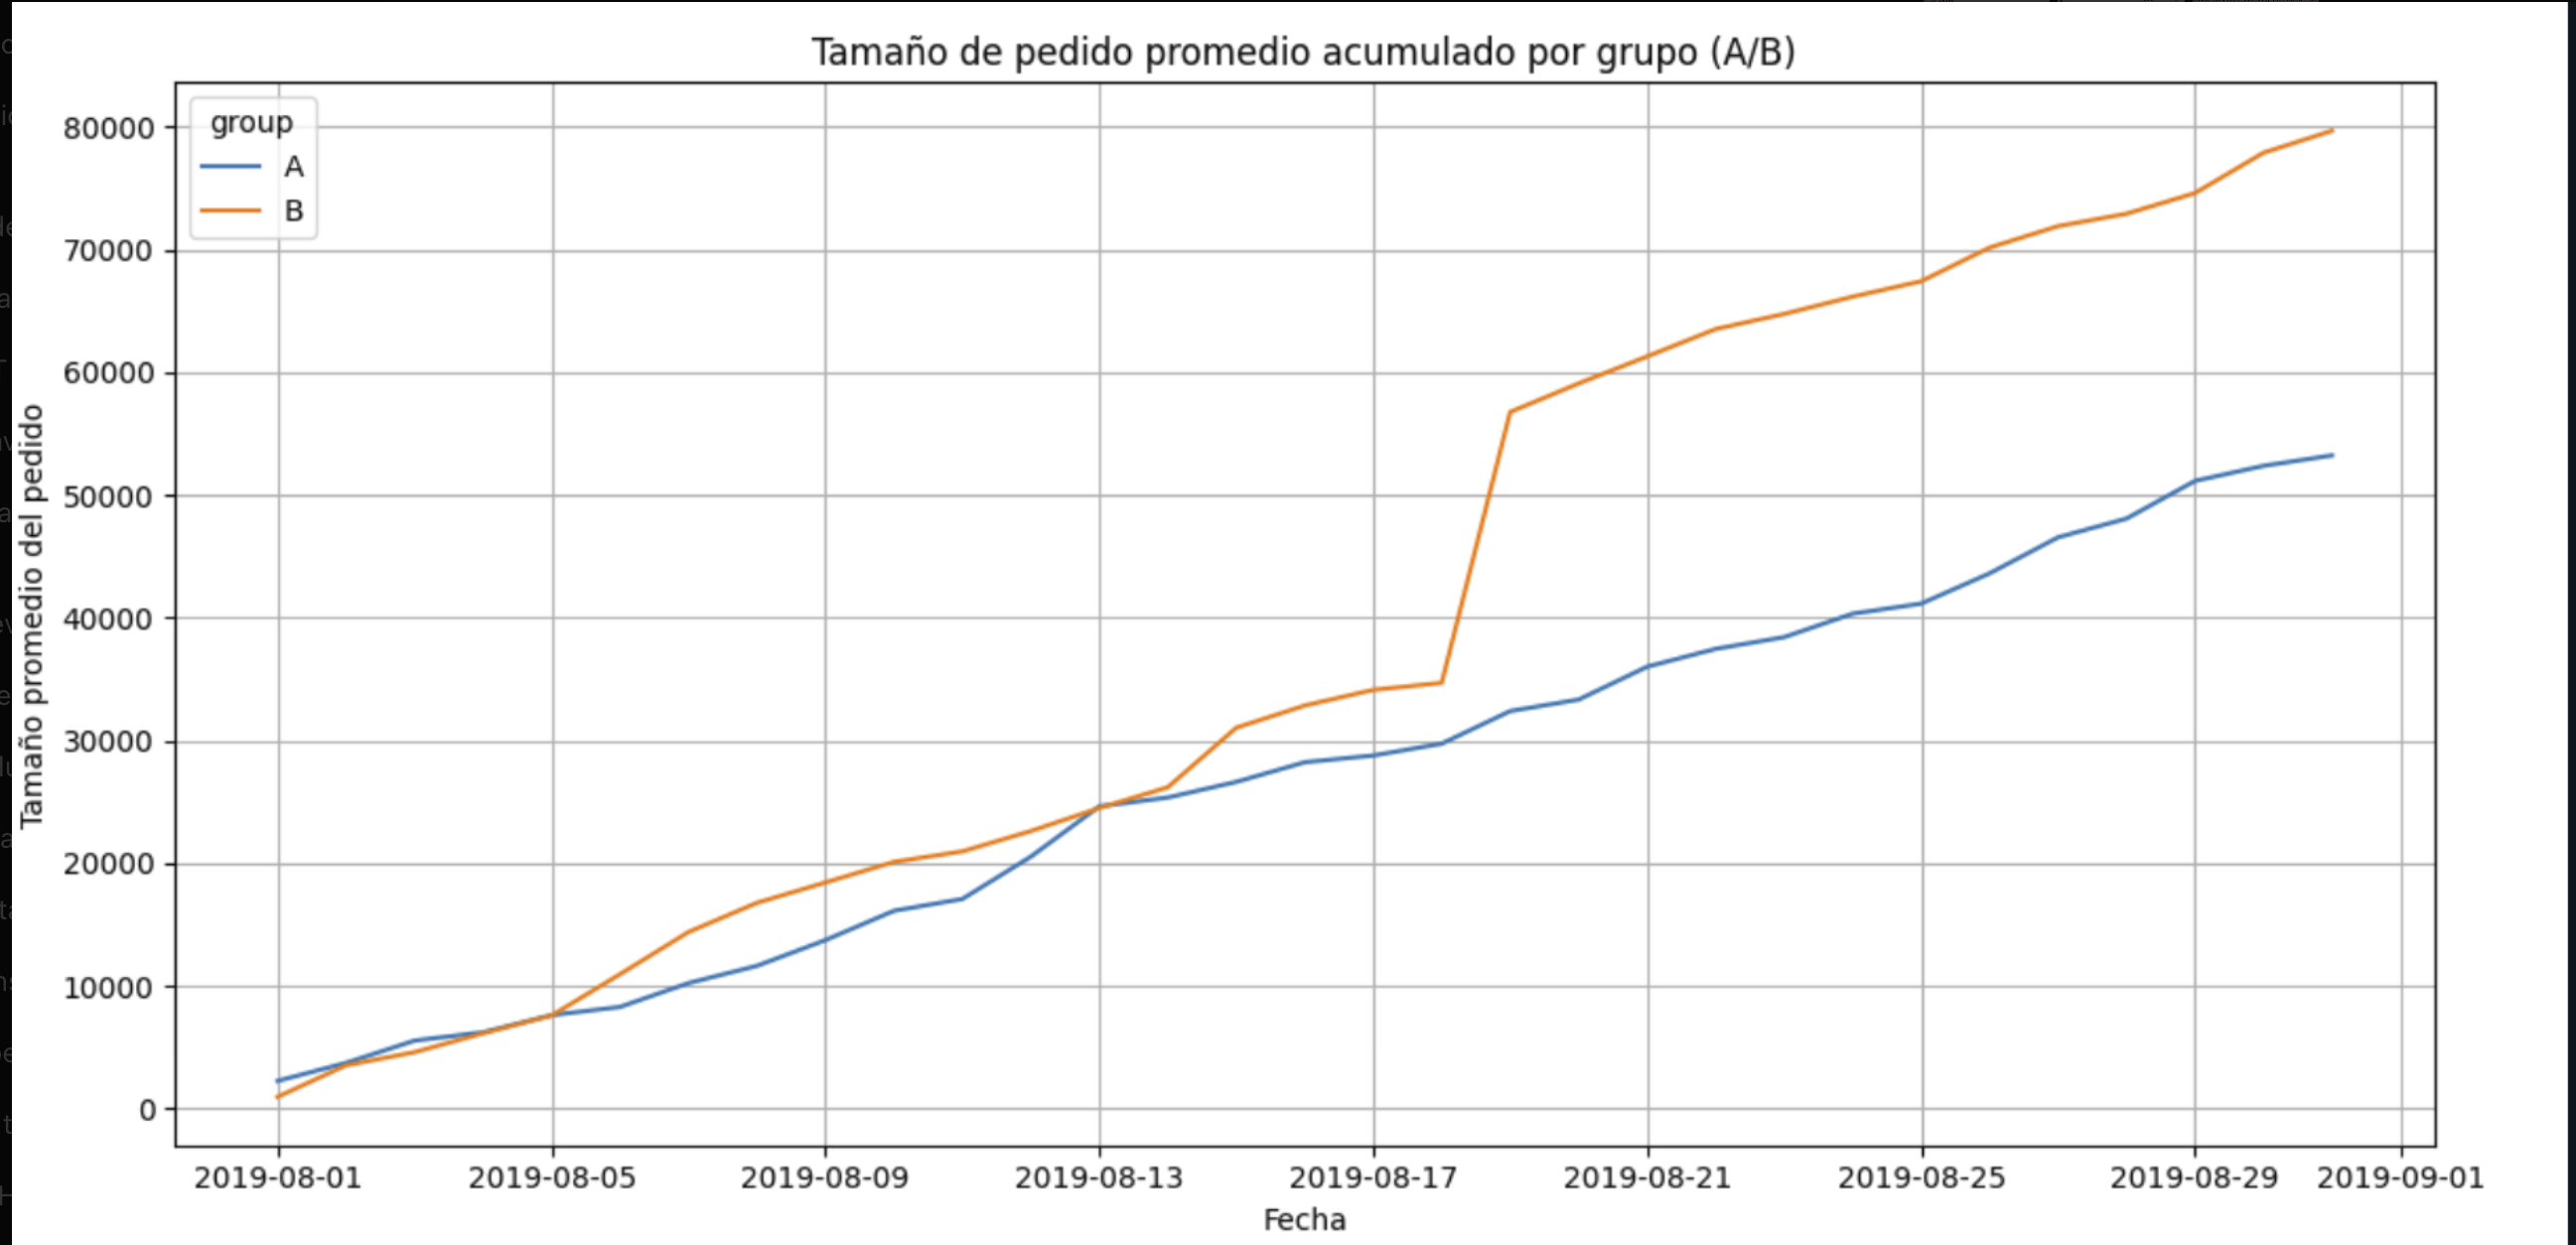 Tamaño de pedido promedio acumulado por grupo (A/B)
group
A
B
80000
70000
60000
50000
40000
30000
20000
10000
0
Tamaño promedio del pedido
2019-08-01 2019-08-05 2019-08-09 2019-08-13 2019-08-17 2019-08-21 2019-08-25 2019-08-29 2019-09-01
Fecha